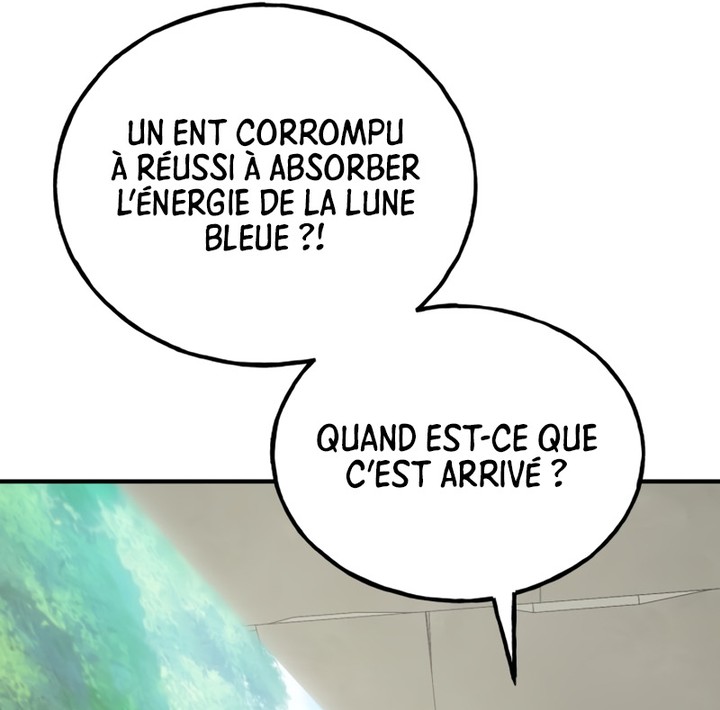 UN ENT CORROMPU
À RÉUSSI À ABSORBER
L'ÉNERGIE DE LA LUNE
BLEUE ?!
QUAND EST-CE QUE
C'EST ARRIVÉ ?